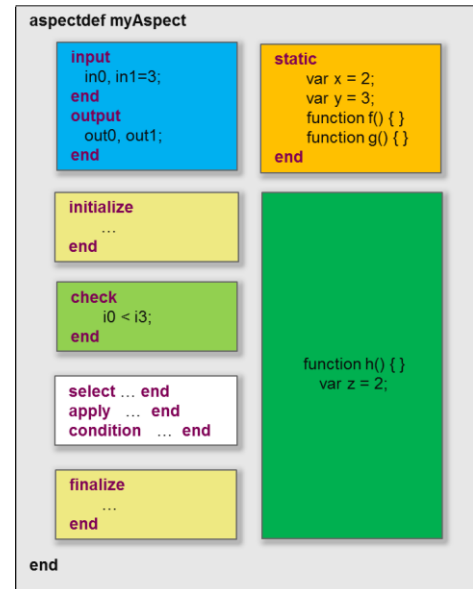 aspectdef myAspect
input
in0, in1=3;
end
output
out0, out1;
end
static
var x = 2;
var y = 3;
function f() { }
function g() { }
end
initialize
…
end
check
i0 < i3;
end
select … end
apply … end
condition … end
finalize
…
end
function h() { }
var z = 2;
end